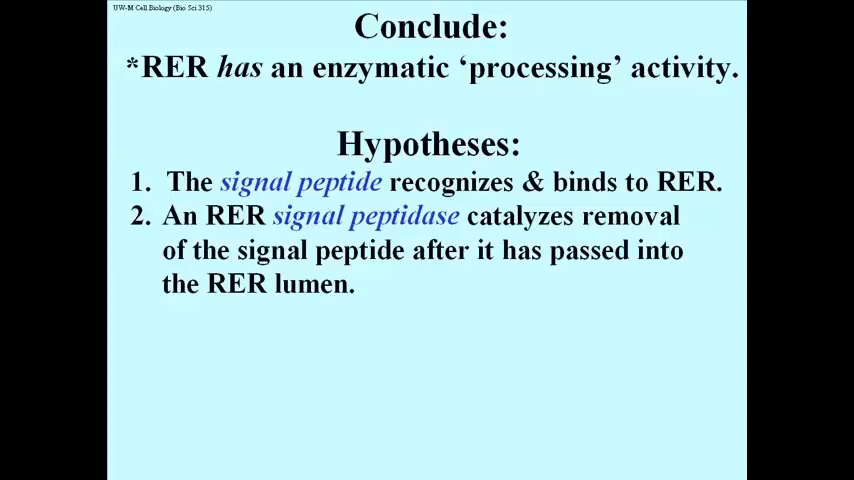 UW-M Cell Biology (Bio Sci 315)
Conclude:
*RER has an enzymatic ‘processing’ activity.
Hypotheses:
1. The signal peptide recognizes & binds to RER.
2. An RER signal peptidase catalyzes removal
of the signal peptide after it has passed into
the RER lumen.